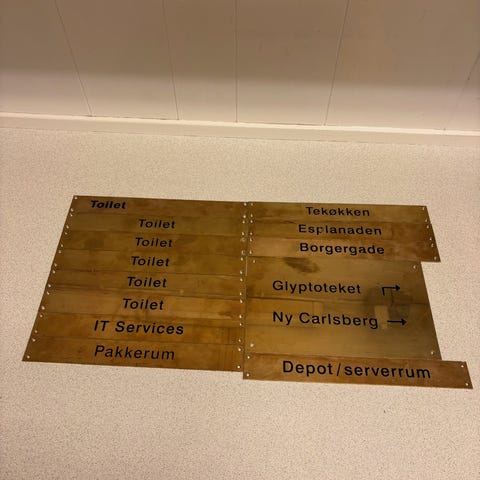 Toilet
Toilet
Toilet
Toilet
Toilet
Toilet
IT Services
Pakkerum
Tekøkken
Esplanaden
Borgergade
Glyptoteket
Ny Carlsberg
Depot/serverrum